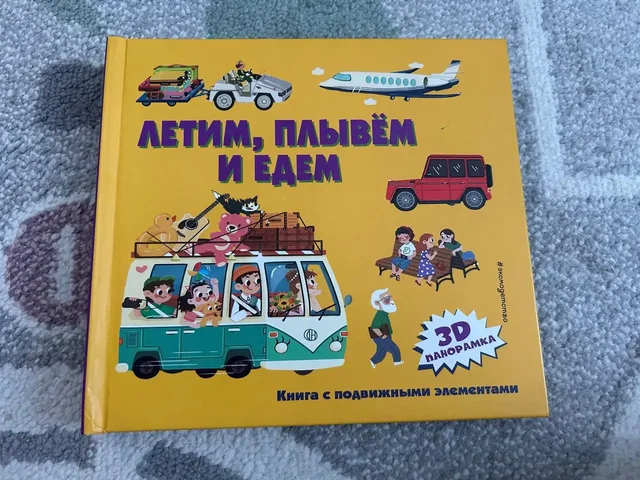 ЛЕТИМ, ПЛЫВЁМ
И ЕДЕМ
#эксмодетство
3D
ПАНОРАМКА
Книга с подвижными элементами